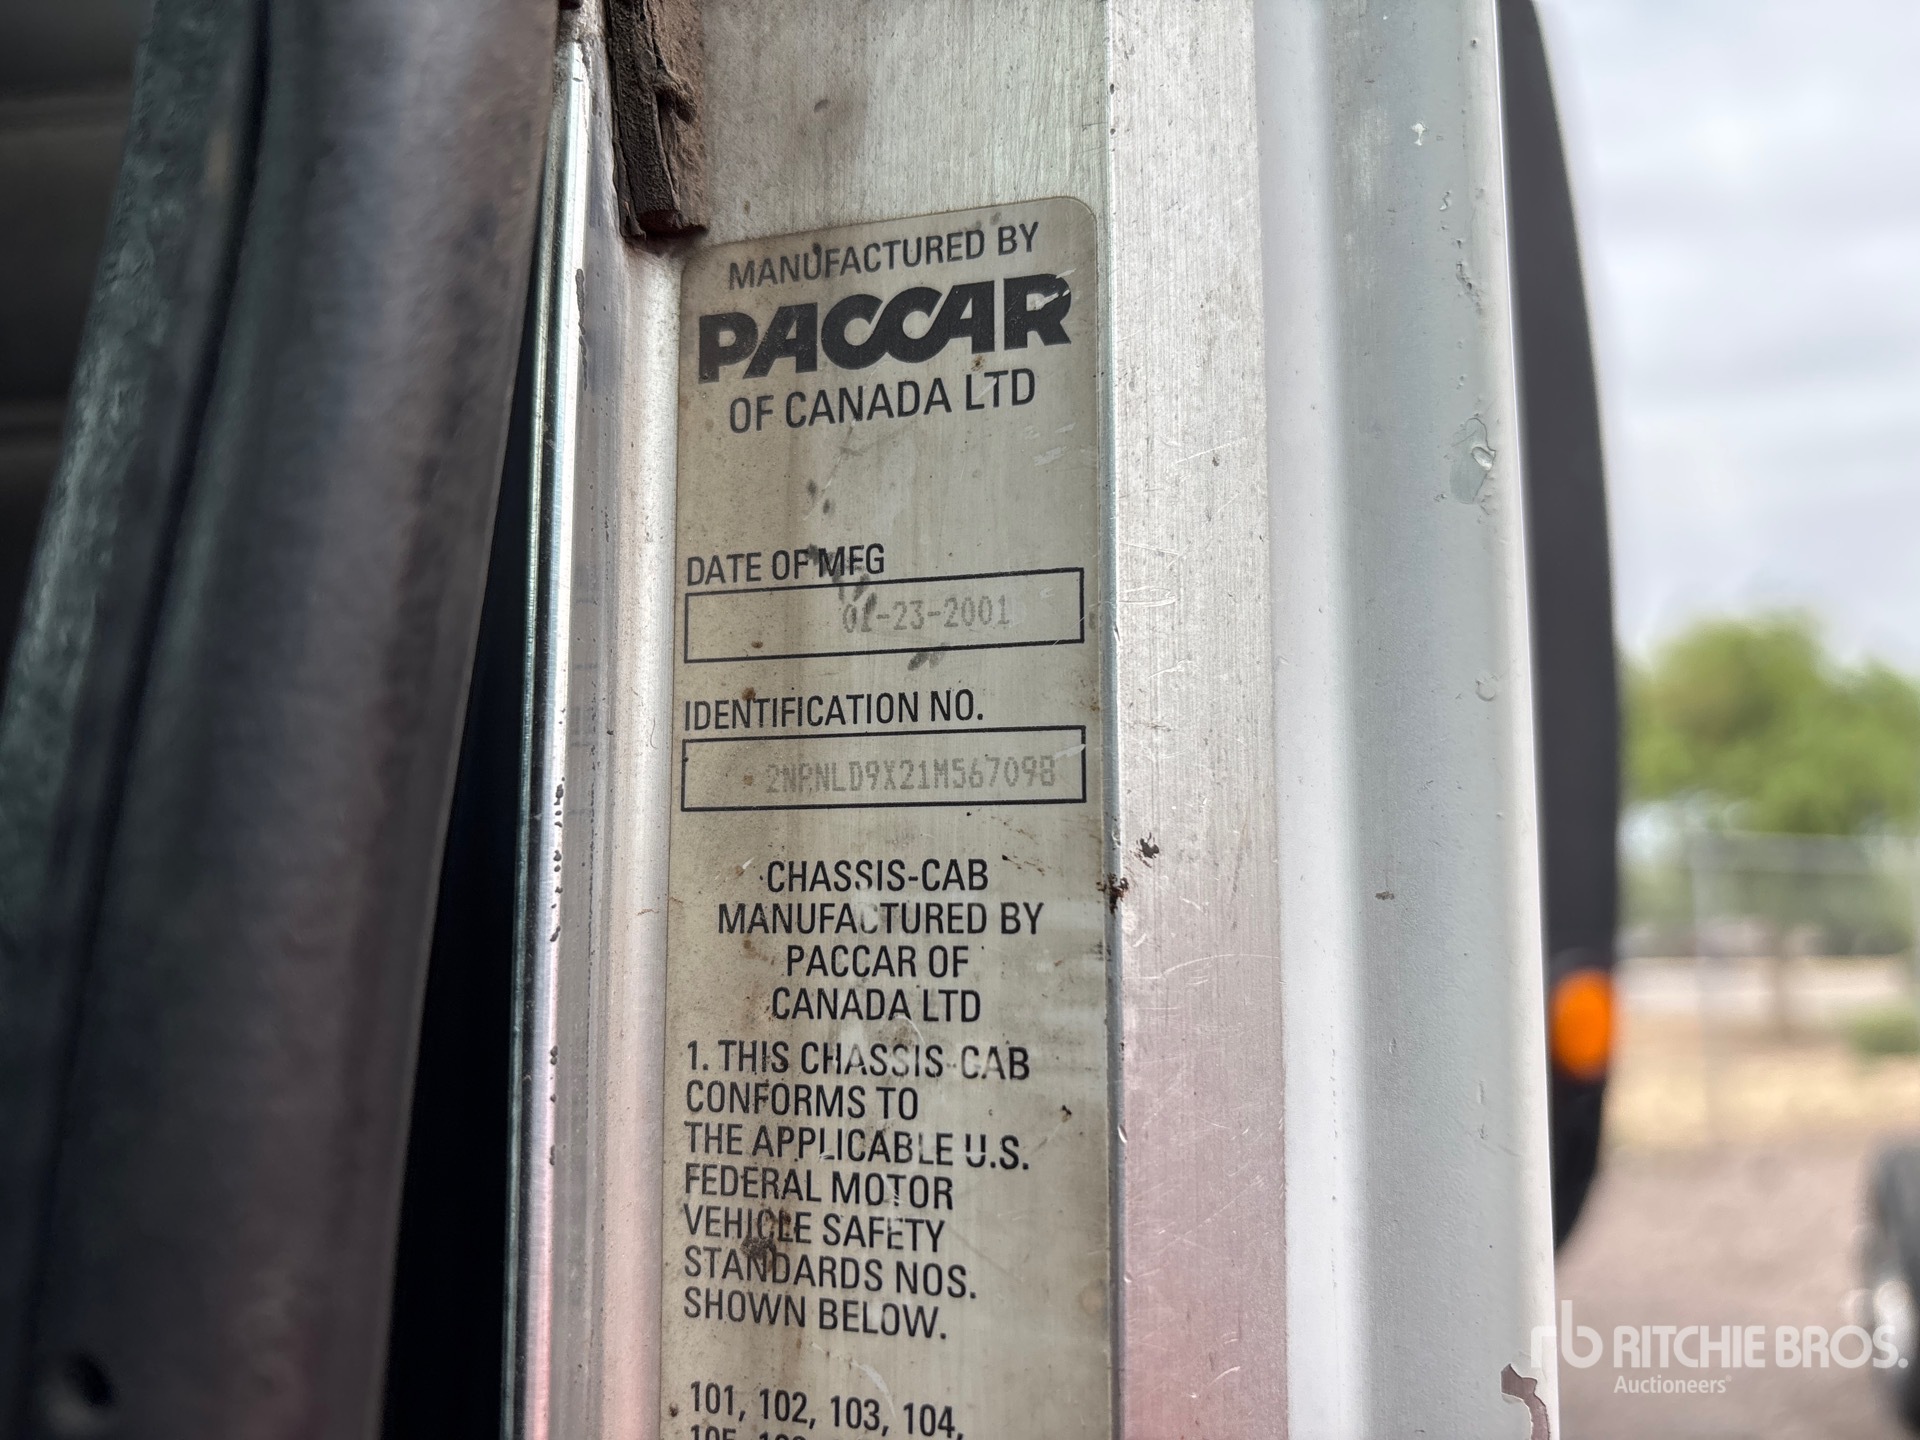 MANUFACTURED BY
PACCAR
OF CANADA LTD
DATE OF MFG
01-23-2001
IDENTIFICATION NO.
2NPNLD9X21M567098
CHASSIS-CAB
MANUFACTURED BY
PACCAR OF
CANADA LTD
1. THIS CHASSIS-CAB
CONFORMS TO
THE APPLICABLE U.S.
FEDERAL MOTOR
VEHICLE SAFETY
STANDARDS NOS.
SHOWN BELOW.
101, 102, 103, 104,
rb RITCHIE BROS.
Auctioneers